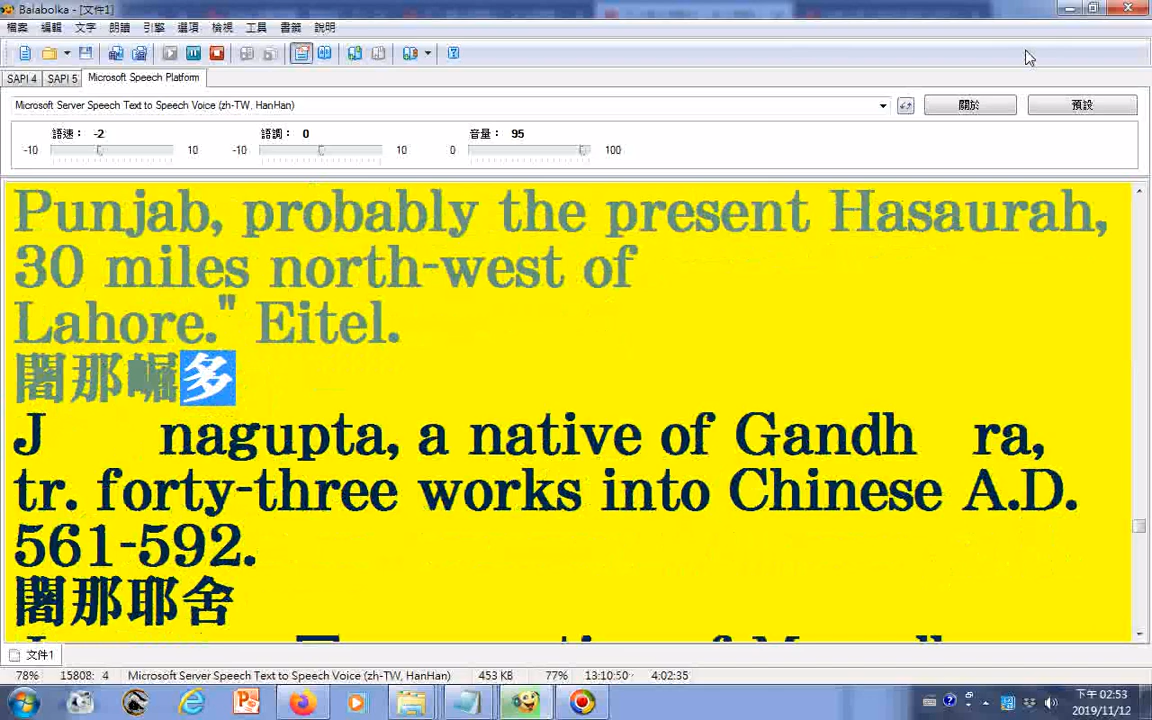 Balabolka - [文件1]
檔案 編輯 文字 朗讀 引擎 選項 檢視 工具 書籤 說明
SAPI 4 SAPI 5 Microsoft Speech Platform
Microsoft Server Speech Text to Speech Voice (zh-TW, HanHan) 關於 預設
語速： -2 語調： 0 音量： 95
-10 10 -10 10 0 100
Punjab, probably the present Hasaurah,
30 miles north-west of
Lahore." Eitel.
闍那崛多
J nagupta, a native of Gandh ra,
tr. forty-three works into Chinese A.D.
561-592.
闍那耶舍
文件1
78% 15808: 4 Microsoft Server Speech Text to Speech Voice (zh-TW, HanHan) 453 KB 77% 13:10:50 4:02:35
下午 02:53
2019/11/12